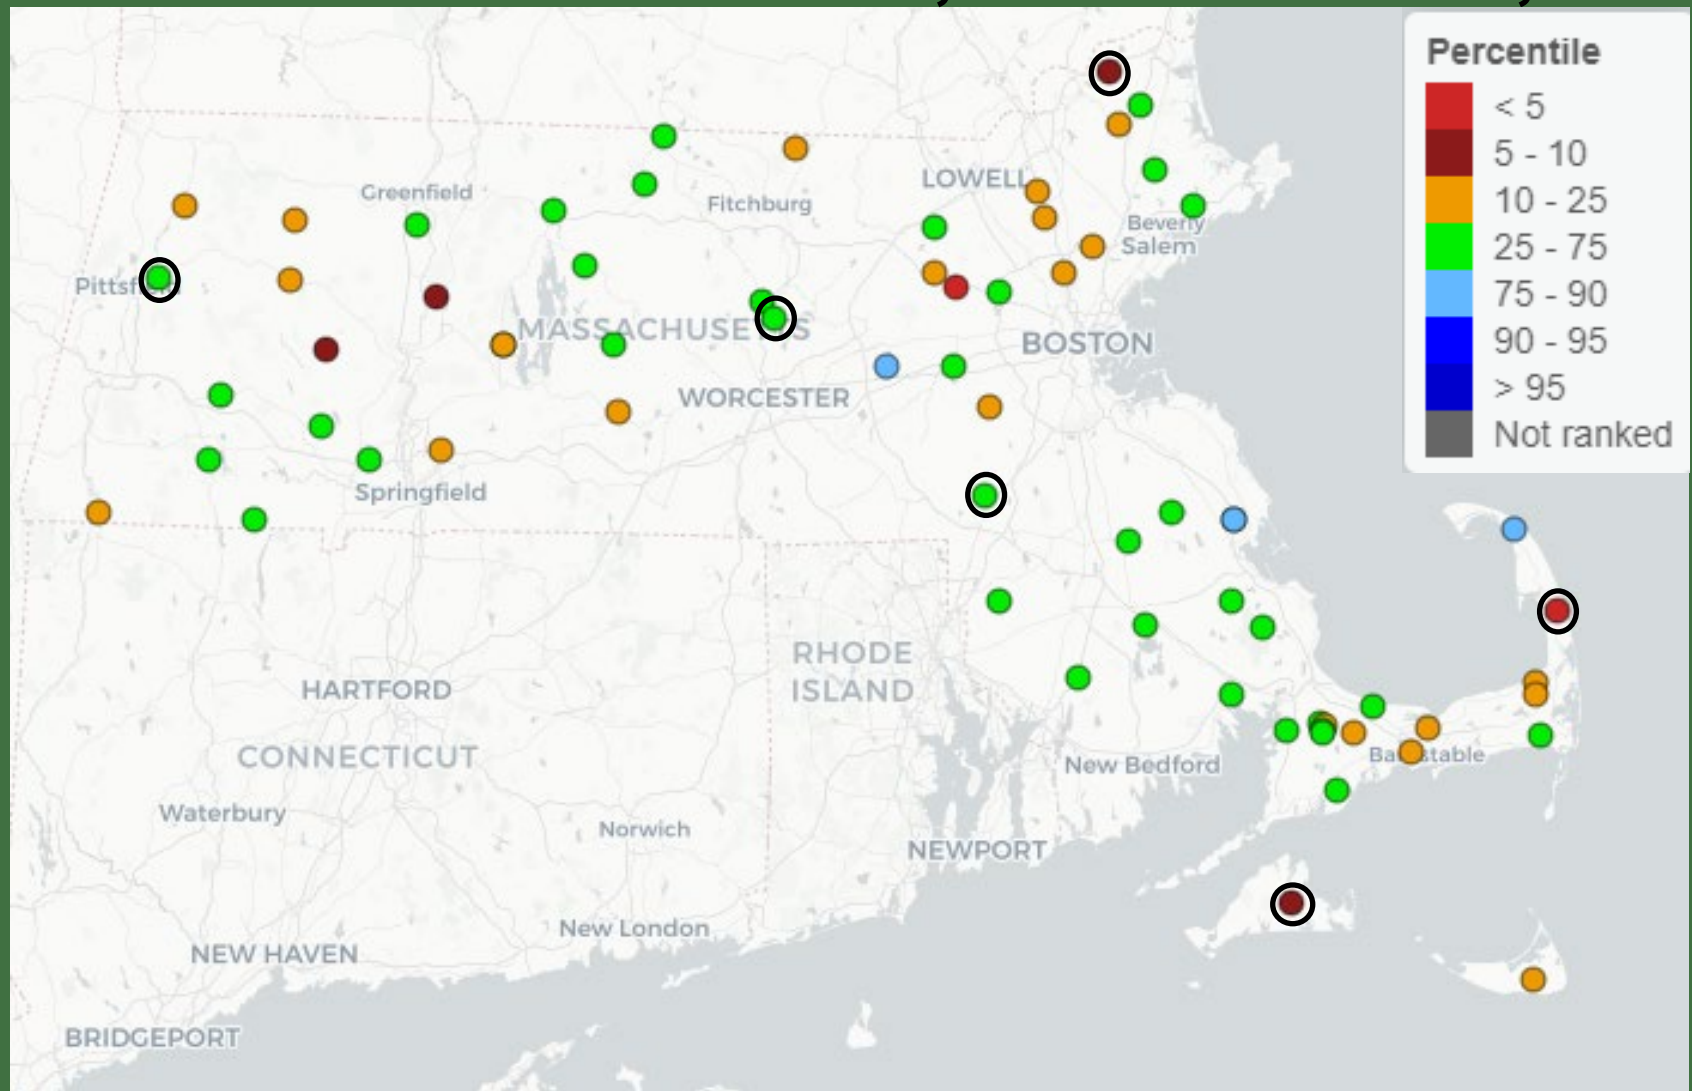 Percentile
< 5
5 - 10
10 - 25
25 - 75
75 - 90
90 - 95
> 95
Not ranked
LOWELL
Greenfield
Fitchburg
Beverly
Salem
MASSACHUSETTS
BOSTON
WORCESTER
Springfield
RHODE
ISLAND
HARTFORD
CONNECTICUT
New Bedford
Waterbury
Norwich
NEWPORT
New London
NEW HAVEN
BRIDGEPORT